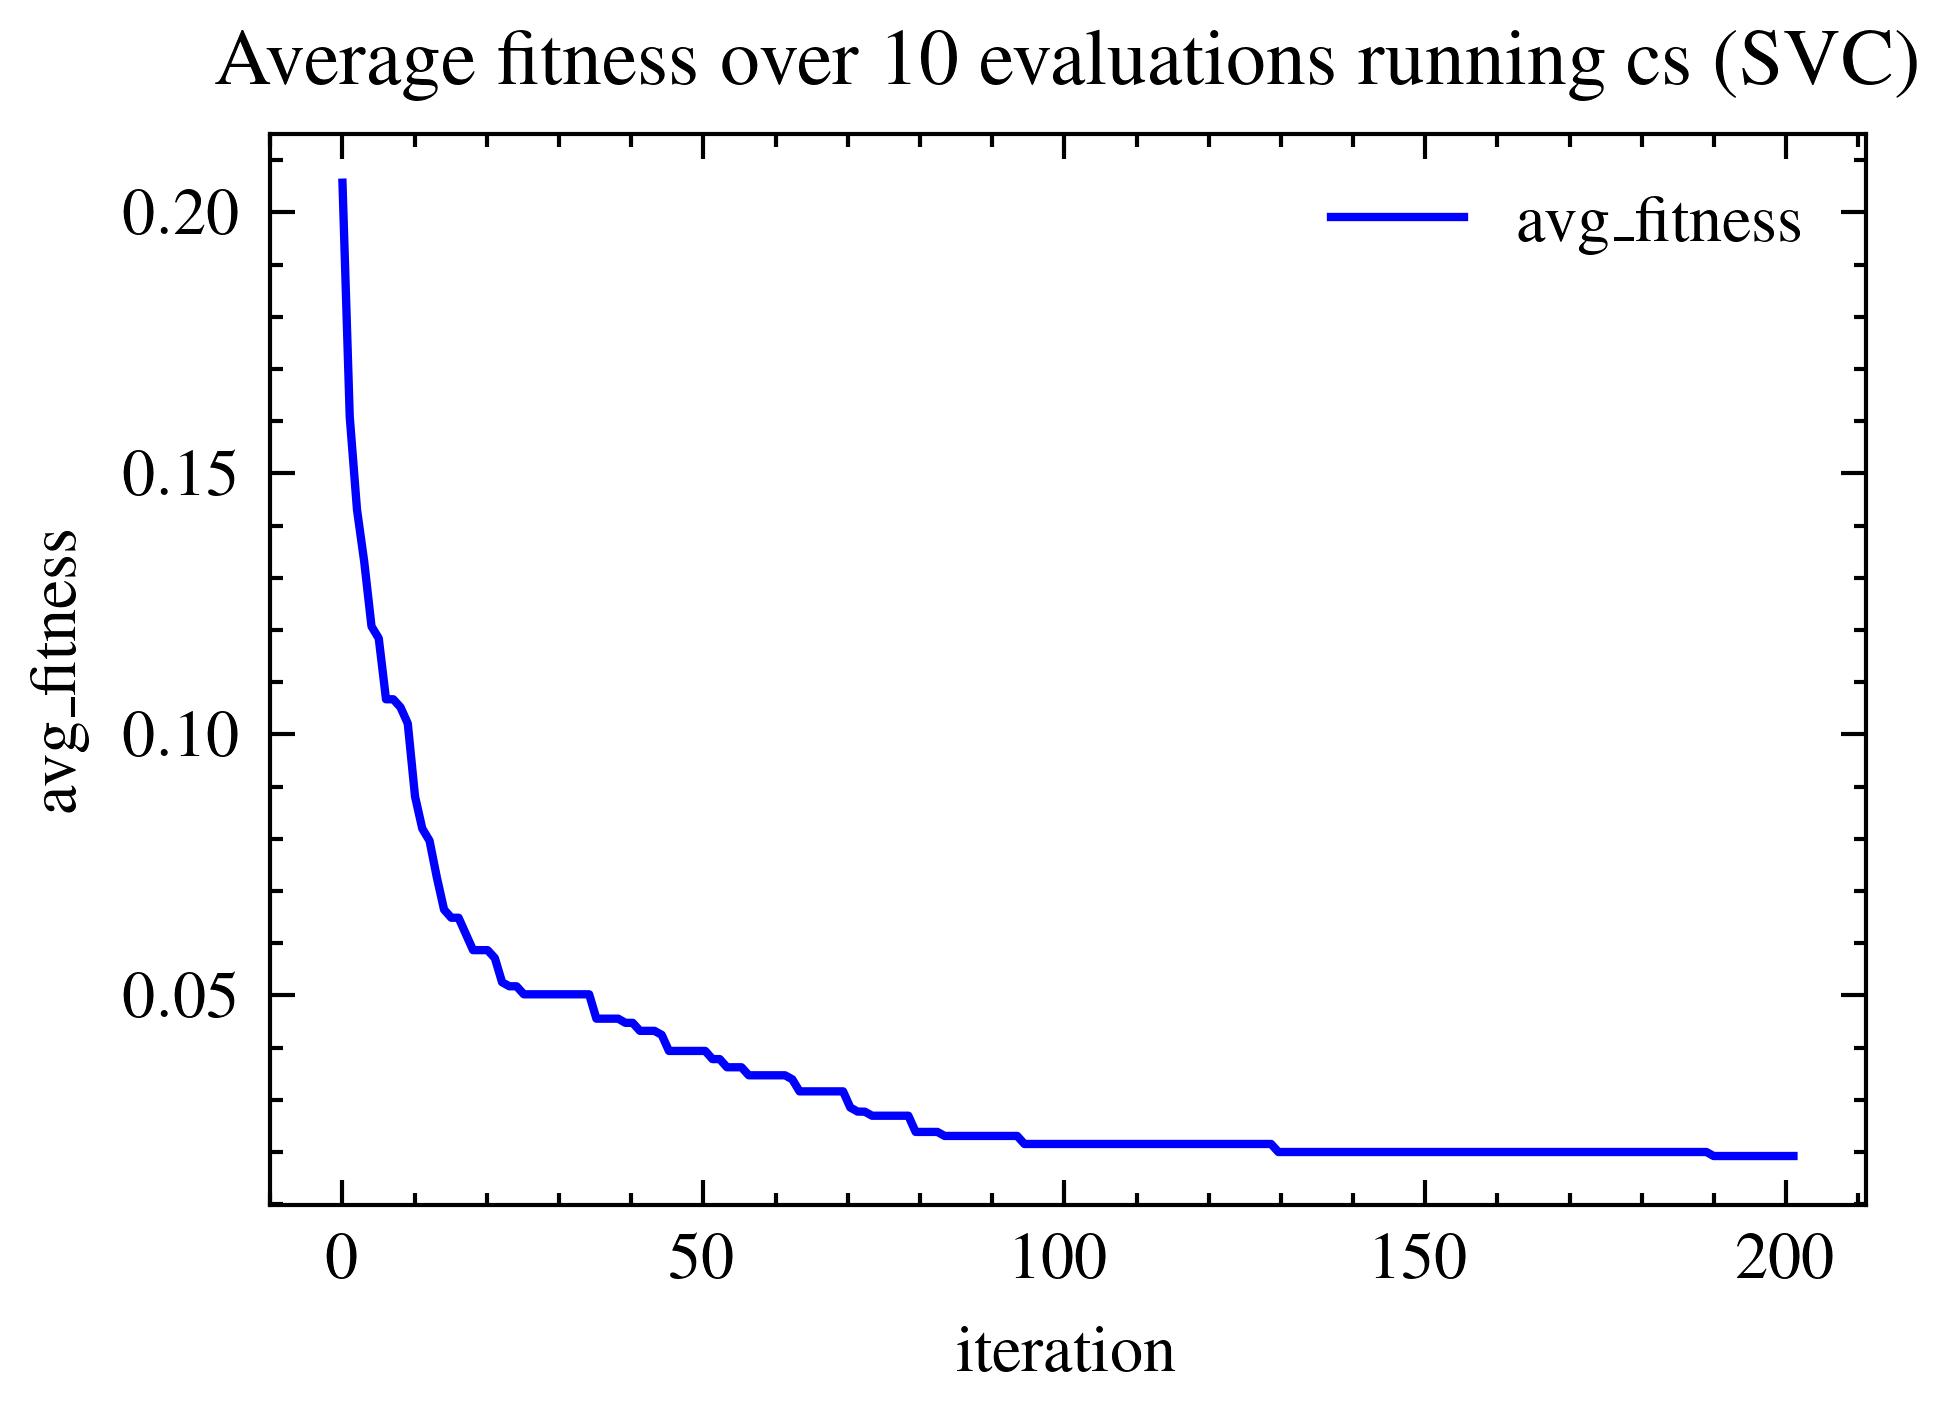 Average fitness over 10 evaluations running cs (SVC)
avg_fitness
0.20
0.15
0.10
0.05
avg_fitness
0 50 100 150 200
iteration